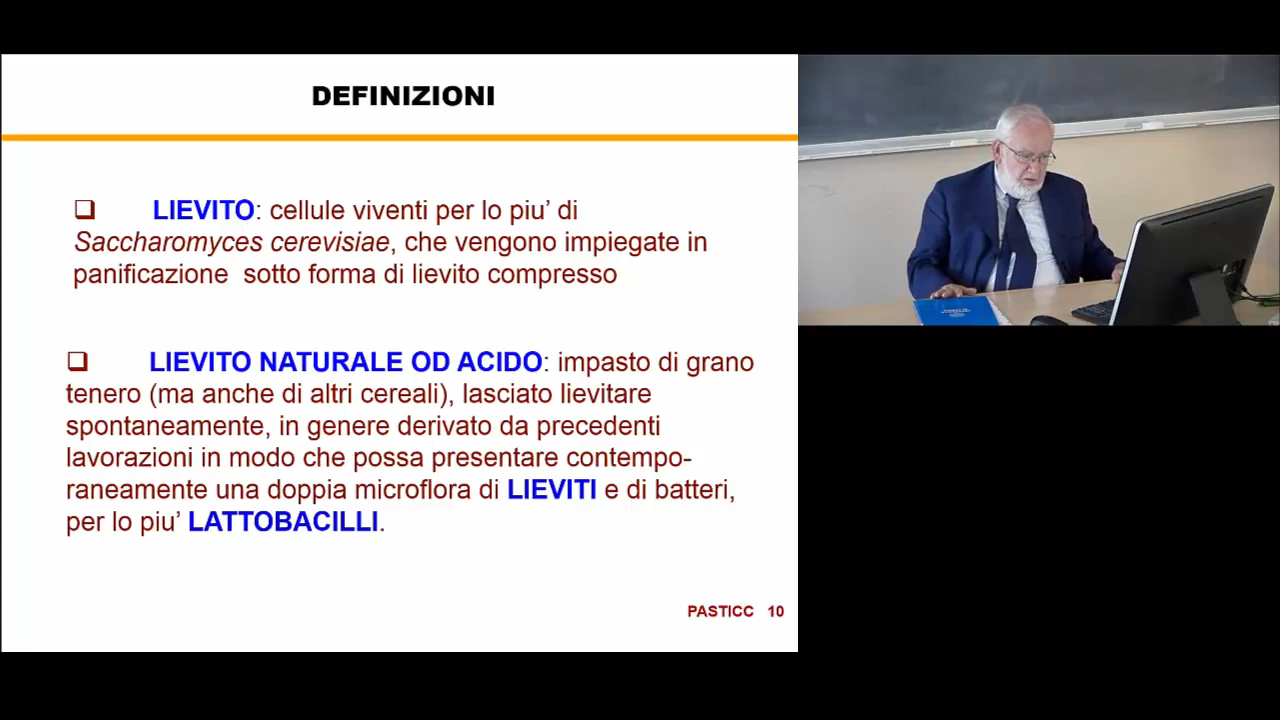 DEFINIZIONI
❑ LIEVITO: cellule viventi per lo piu’ di
Saccharomyces cerevisiae, che vengono impiegate in
panificazione sotto forma di lievito compresso
❑ LIEVITO NATURALE OD ACIDO: impasto di grano
tenero (ma anche di altri cereali), lasciato lievitare
spontaneamente, in genere derivato da precedenti
lavorazioni in modo che possa presentare contempo-
raneamente una doppia microflora di LIEVITI e di batteri,
per lo piu’ LATTOBACILLI.
PASTICC 10